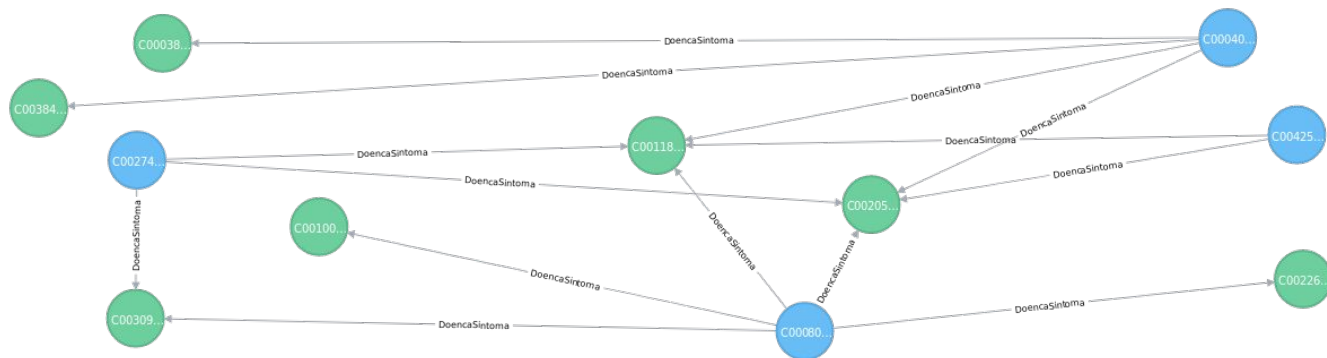 C00038...
DoencaSintoma
C00040...
DoencaSintoma
C00384...
DoencaSintoma
DoencaSintoma
C00118...
DoencaSintoma
C00425...
C00274...
DoencaSintoma
DoencaSintoma
DoencaSintoma
C00205...
C00100...
DoencaSintoma
DoencaSintoma
DoencaSintoma
DoencaSintoma
C00226...
DoencaSintoma
DoencaSintoma
C00309...
DoencaSintoma
C00080...